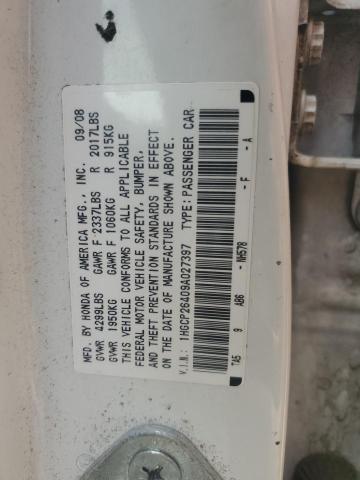 MFD. BY HONDA OF AMERICA MFG., INC. 09/08
GVWR 4299LBS GAWR F 2337LBS R 2017LBS
GVWR 1950KG GAWR F 1060KG R 915KG
THIS VEHICLE CONFORMS TO ALL APPLICABLE
FEDERAL MOTOR VEHICLE SAFETY, BUMPER,
AND THEFT PREVENTION STANDARDS IN EFFECT
ON THE DATE OF MANUFACTURE SHOWN ABOVE.
V.I.N.: 1HGCP26409A027397 TYPE: PASSENGER CAR
TA5 9 AB6 - NH578 - F - A